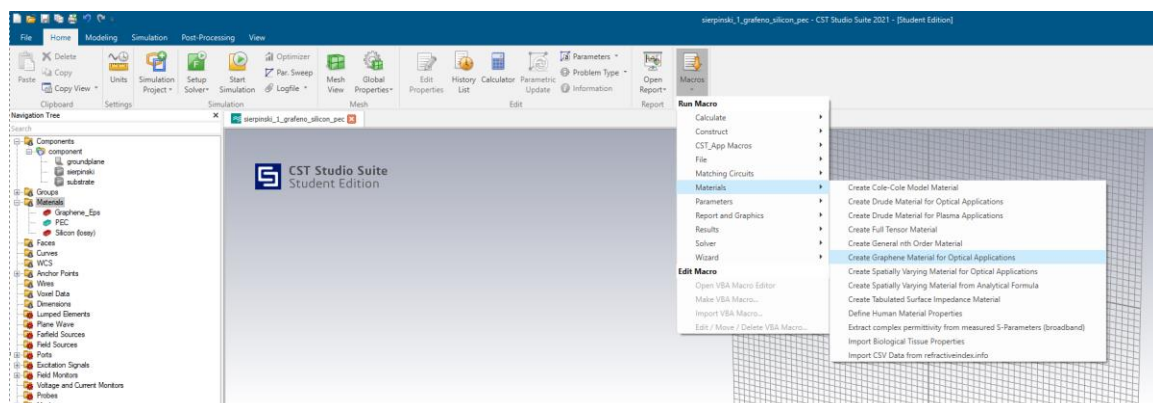 sierpinski_1_grafeno_silicon_pec - CST Studio Suite 2021 - [Student Edition]
File Home Modeling Simulation Post-Processing View
Paste
Delete
Copy
Copy View
Clipboard
Units
Settings
Simulation Project
Setup Solver
Start Simulation
Optimizer
Par. Sweep
Logfile
Simulation
Mesh View
Global Properties
Mesh
Edit Properties
History List
Calculator
Parametric Update
Parameters
Problem Type
Information
Edit
Open Report
Report
Macros
Navigation Tree
Search
Components
component
groundplane
sierpinski
substrate
Groups
Materials
Graphene_Eps
PEC
Silicon (lossy)
Faces
Curves
WCS
Anchor Points
Wires
Voxel Data
Dimensions
Lumped Elements
Plane Wave
Farfield Sources
Field Sources
Ports
Excitation Signals
Field Monitors
Voltage and Current Monitors
Probes
sierpinski_1_grafeno_silicon_pec
CST Studio Suite
Student Edition
Run Macro
Calculate
Construct
CST_App Macros
File
Matching Circuits
Materials
Parameters
Report and Graphics
Results
Solver
Wizard
Edit Macro
Open VBA Macro Editor
Make VBA Macro...
Import VBA Macro...
Edit / Move / Delete VBA Macro...
Create Cole-Cole Model Material
Create Drude Material for Optical Applications
Create Drude Material for Plasma Applications
Create Full Tensor Material
Create General nth Order Material
Create Graphene Material for Optical Applications
Create Spatially Varying Material for Optical Applications
Create Spatially Varying Material from Analytical Formula
Create Tabulated Surface Impedance Material
Define Human Material Properties
Extract complex permittivity from measured S-Parameters (broadband)
Import Biological Tissue Properties
Import CSV Data from refractiveindex.info